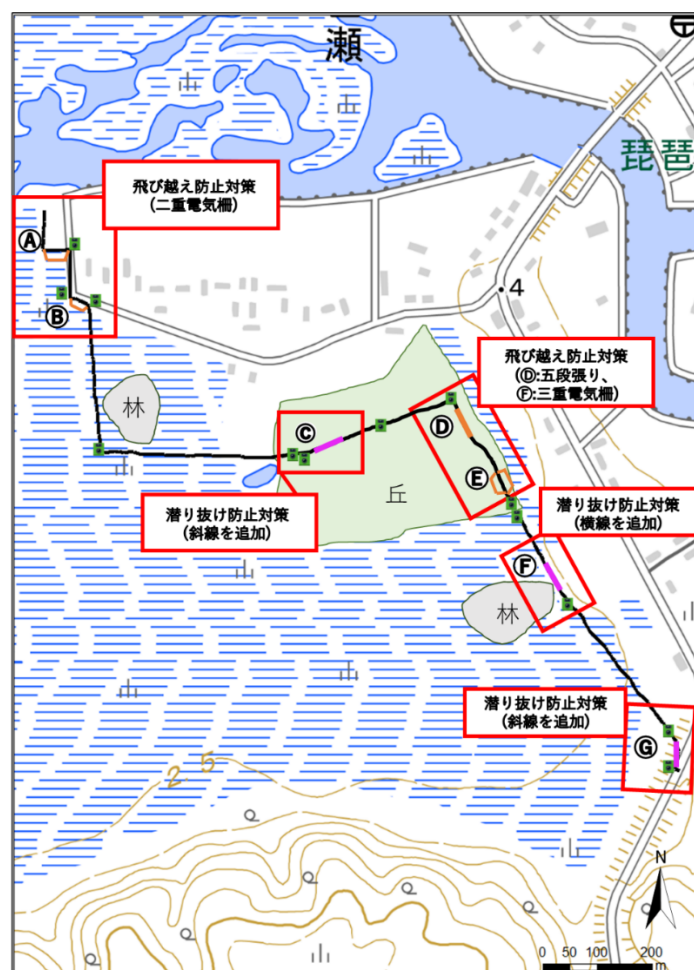 瀬
〒
琵琶
飛び越え防止対策
(二重電気柵)
Ⓐ
Ⓑ
4
林
飛び越え防止対策
(Ⓓ:五段張り、
Ⓕ:三重電気柵)
Ⓒ
Ⓓ
Ⓔ
丘
潜り抜け防止対策
(斜線を追加)
潜り抜け防止対策
(横線を追加)
Ⓕ
林
潜り抜け防止対策
(斜線を追加)
Ⓖ
25
N
0 50 100 200
m